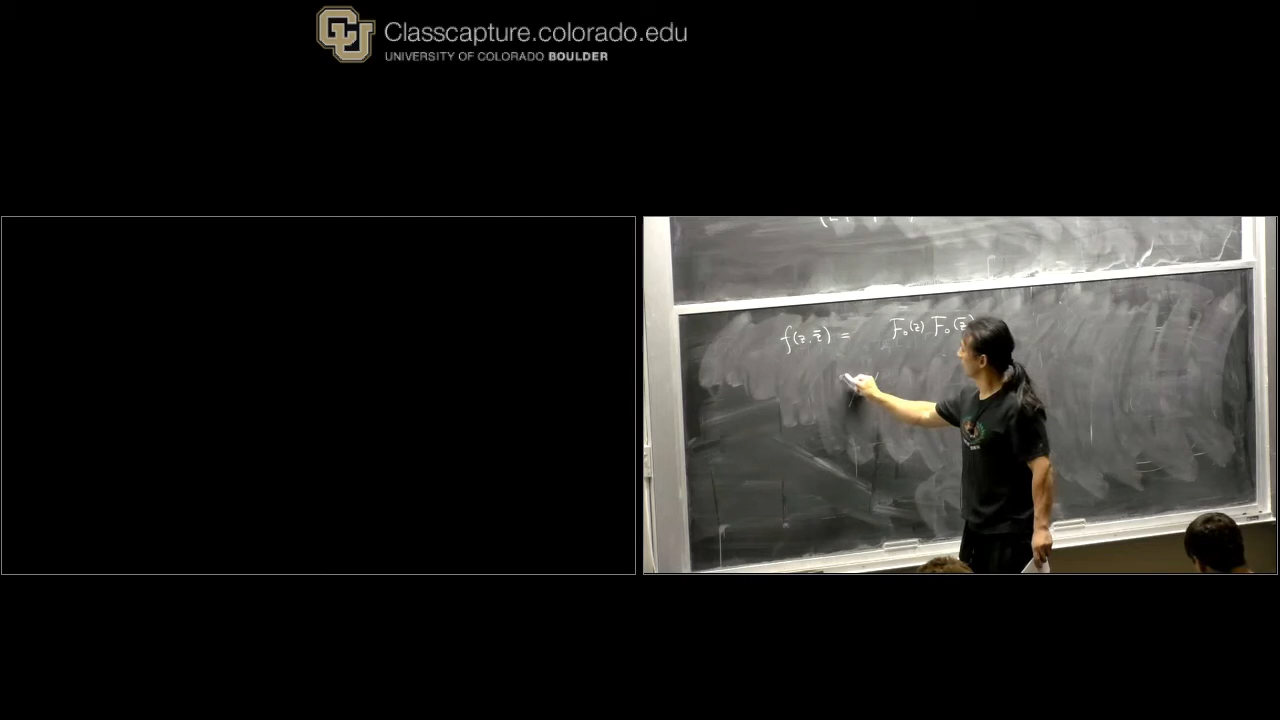 Classcapture.colorado.edu
UNIVERSITY OF COLORADO BOULDER
f(z, z̄) = F₀(z) F₀(z̄)